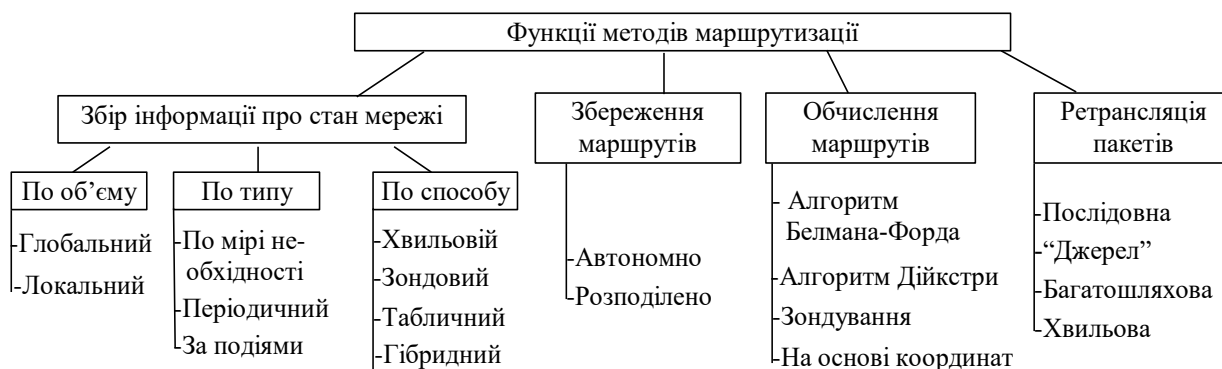 Функції методів маршрутизації
Збір інформації про стан мережі
Збереження
маршрутів
Обчислення
маршрутів
Ретрансляція
пакетів
По об’єму
-Глобальний
-Локальний
По типу
-По мірі не-
обхідності
-Періодичний
-За подіями
По способу
-Хвильовій
-Зондовий
-Табличний
-Гібридний
-Автономно
-Розподілено
- Алгоритм
Белмана-Форда
-Алгоритм Дійкстри
-Зондування
-На основі координат
-Послідовна
-“Джерел”
-Багатошляхова
-Хвильова